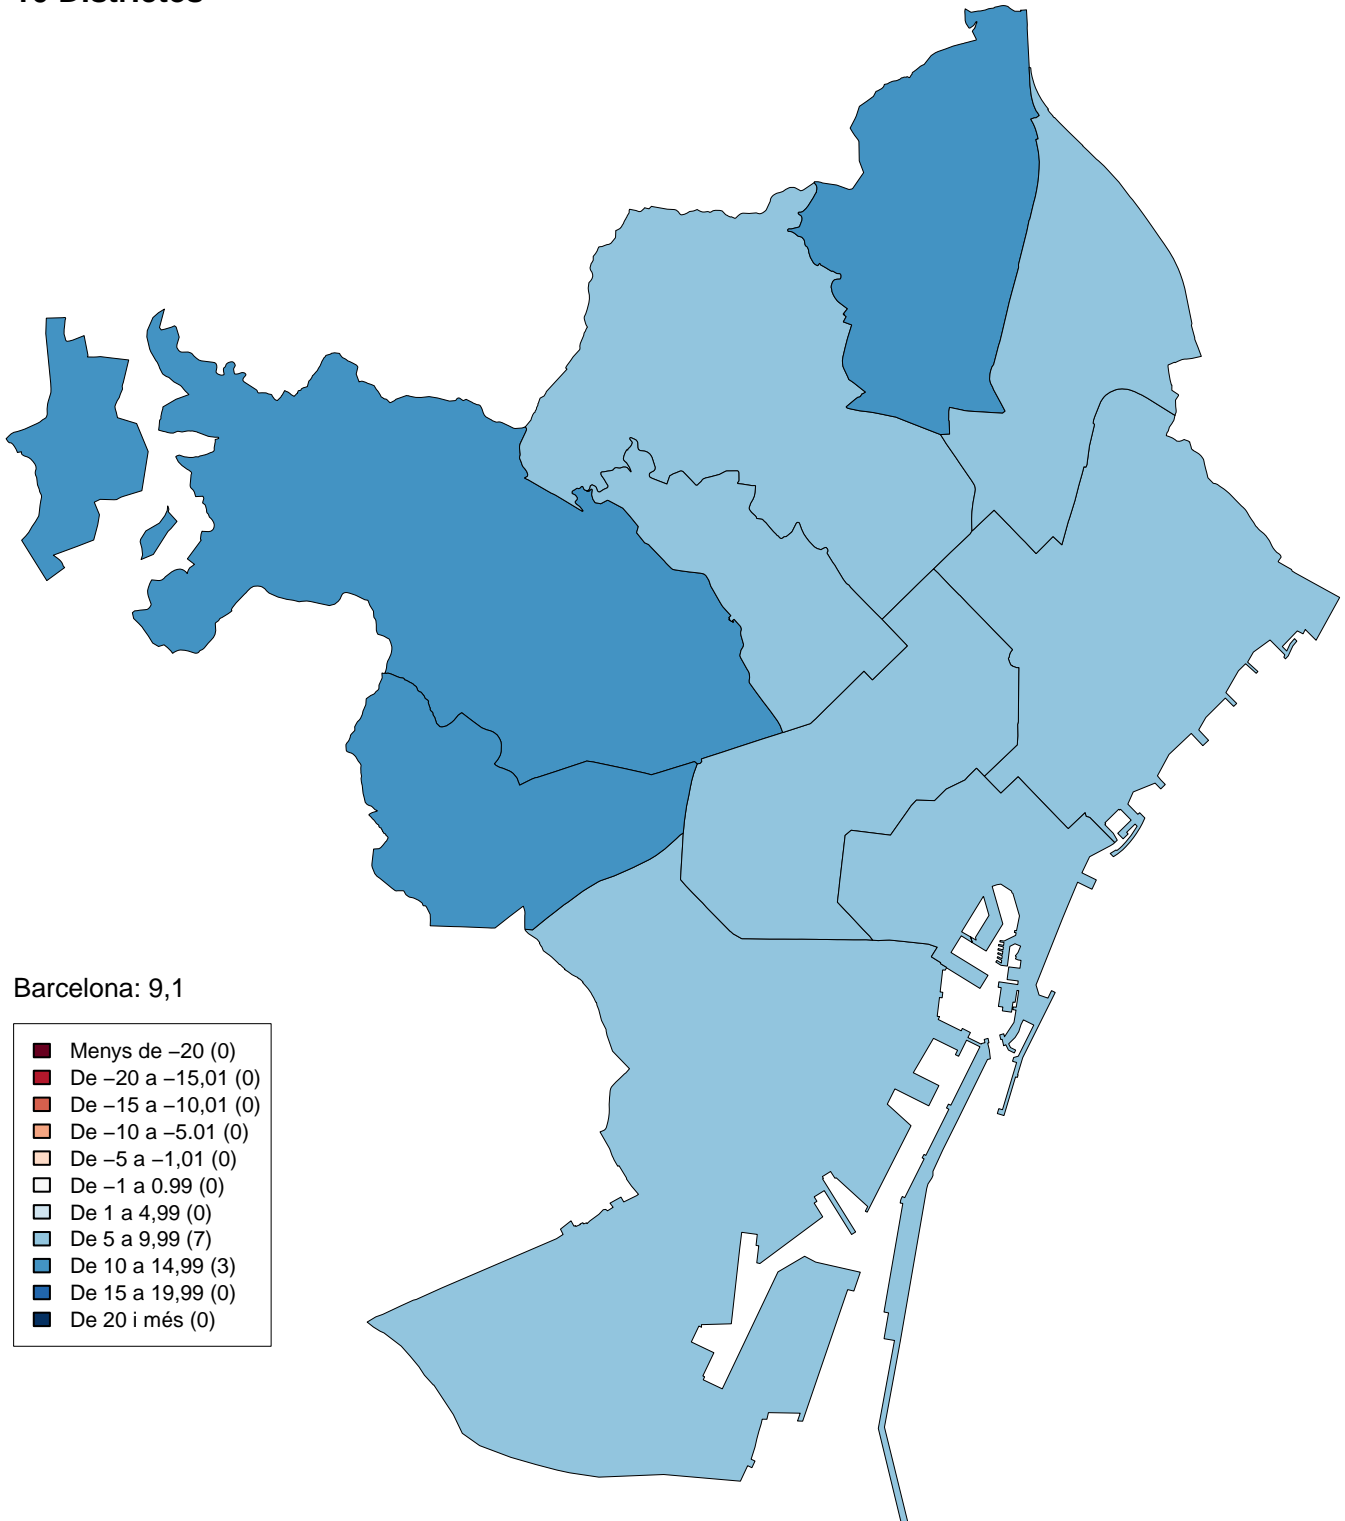 10 Districtes
Barcelona: 9,1
Menys de −20 (0)
De −20 a −15,01 (0)
De −15 a −10,01 (0)
De −10 a −5.01 (0)
De −5 a −1,01 (0)
De −1 a 0.99 (0)
De 1 a 4,99 (0)
De 5 a 9,99 (7)
De 10 a 14,99 (3)
De 15 a 19,99 (0)
De 20 i més (0)